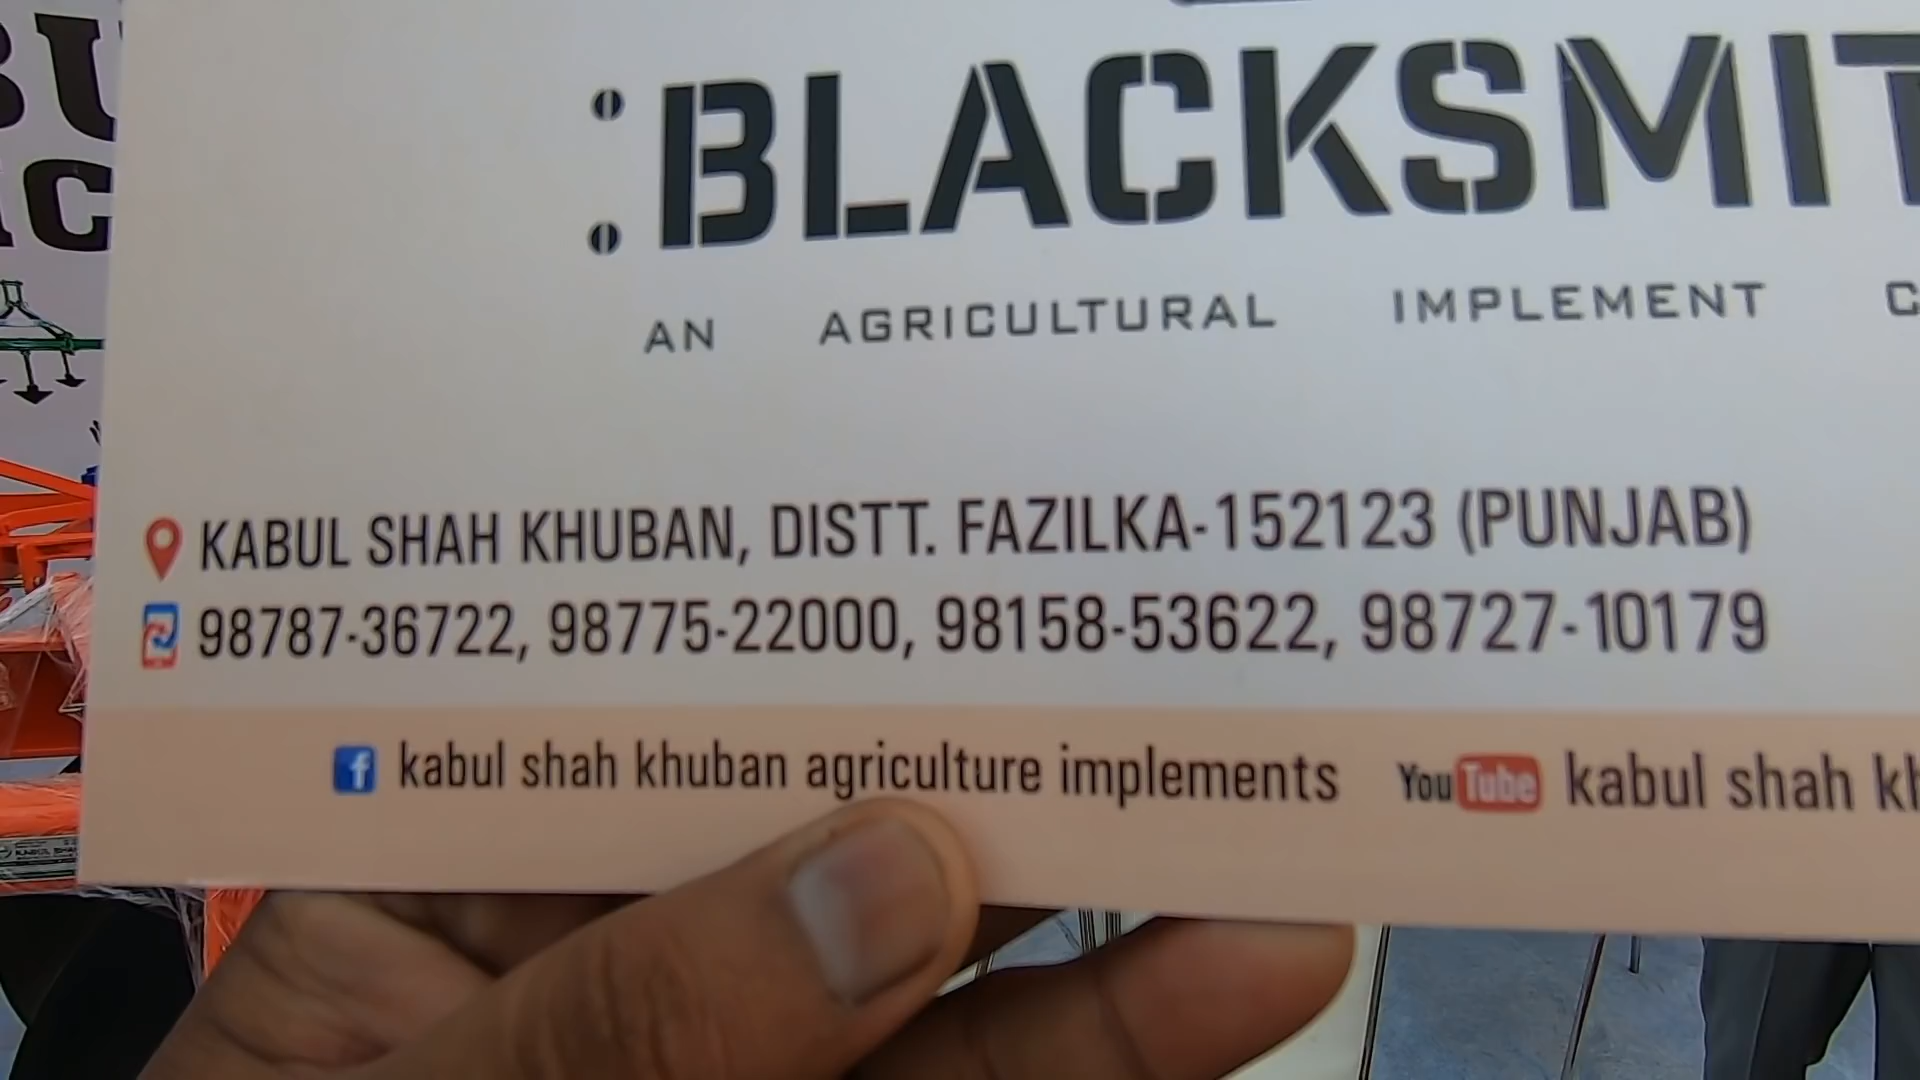 BLACKSMIT
AN AGRICULTURAL IMPLEMENT C
KABUL SHAH KHUBAN, DISTT. FAZILKA-152123 (PUNJAB)
98787-36722, 98775-22000, 98158-53622, 98727-10179
kabul shah khuban agriculture implements YouTube kabul shah kh